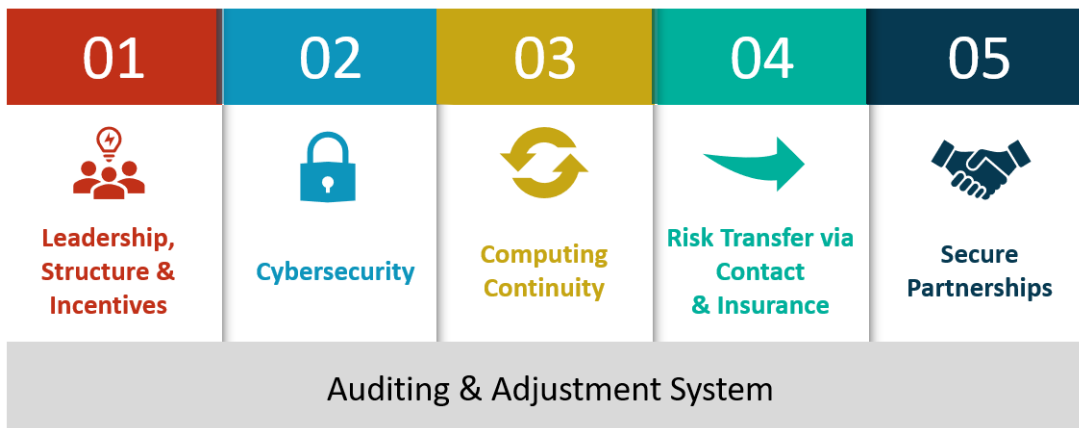 01
02
03
04
05
Leadership,
Structure &
Incentives
Cybersecurity
Computing
Continuity
Risk Transfer via
Contact
& Insurance
Secure
Partnerships
Auditing & Adjustment System